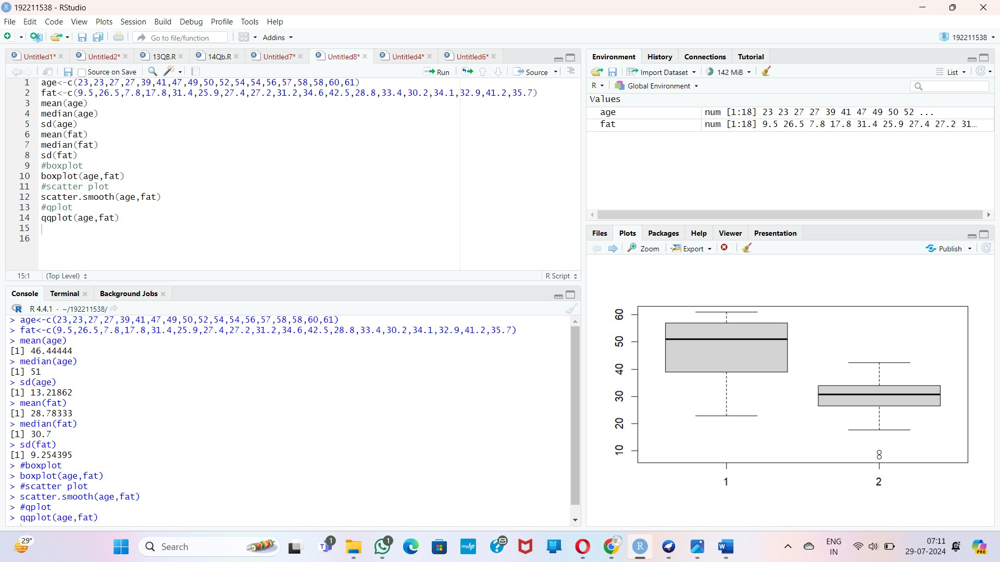 192211538 - RStudio
File Edit Code View Plots Session Build Debug Profile Tools Help
Go to file/function Addins 192211538
Untitled1* Untitled2* 13QB.R 14Qb.R Untitled7* Untitled8* Untitled4* Untitled6*
Source on Save Run Source
1 age<-c(23,23,27,27,39,41,47,49,50,52,54,54,56,57,58,58,60,61)
2 fat<-c(9.5,26.5,7.8,17.8,31.4,25.9,27.4,27.2,31.2,34.6,42.5,28.8,33.4,30.2,34.1,32.9,41.2,35.7)
3 mean(age)
4 median(age)
5 sd(age)
6 mean(fat)
7 median(fat)
8 sd(fat)
9 #boxplot
10 boxplot(age,fat)
11 #scatter plot
12 scatter.smooth(age,fat)
13 #qplot
14 qqplot(age,fat)
15
16
15:1 (Top Level) R Script
Console Terminal Background Jobs
R 4.4.1 · ~/192211538/
> age<-c(23,23,27,27,39,41,47,49,50,52,54,54,56,57,58,58,60,61)
> fat<-c(9.5,26.5,7.8,17.8,31.4,25.9,27.4,27.2,31.2,34.6,42.5,28.8,33.4,30.2,34.1,32.9,41.2,35.7)
> mean(age)
[1] 46.44444
> median(age)
[1] 51
> sd(age)
[1] 13.21862
> mean(fat)
[1] 28.78333
> median(fat)
[1] 30.7
> sd(fat)
[1] 9.254395
> #boxplot
> boxplot(age,fat)
> #scatter plot
> scatter.smooth(age,fat)
> #qplot
> qqplot(age,fat)
Environment History Connections Tutorial
Import Dataset 142 MiB List
R Global Environment
Values
age num [1:18] 23 23 27 27 39 41 47 49 50 52 ...
fat num [1:18] 9.5 26.5 7.8 17.8 31.4 25.9 27.4 27.2 31…
Files Plots Packages Help Viewer Presentation
Zoom Export Publish
60
50
40
30
20
10
1 2
29° Search 1 1 myhp R W ENG 07:11 PRE
IN 29-07-2024